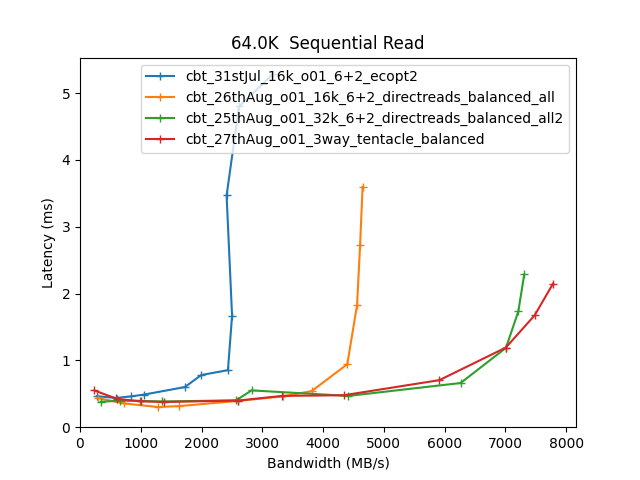 64.0K  Sequential Read
cbt_31stJul_16k_o01_6+2_ecopt2
cbt_26thAug_o01_16k_6+2_directreads_balanced_all
cbt_25thAug_o01_32k_6+2_directreads_balanced_all2
cbt_27thAug_o01_3way_tentacle_balanced
5
4
3
2
1
0
Latency (ms)
0 1000 2000 3000 4000 5000 6000 7000 8000
Bandwidth (MB/s)